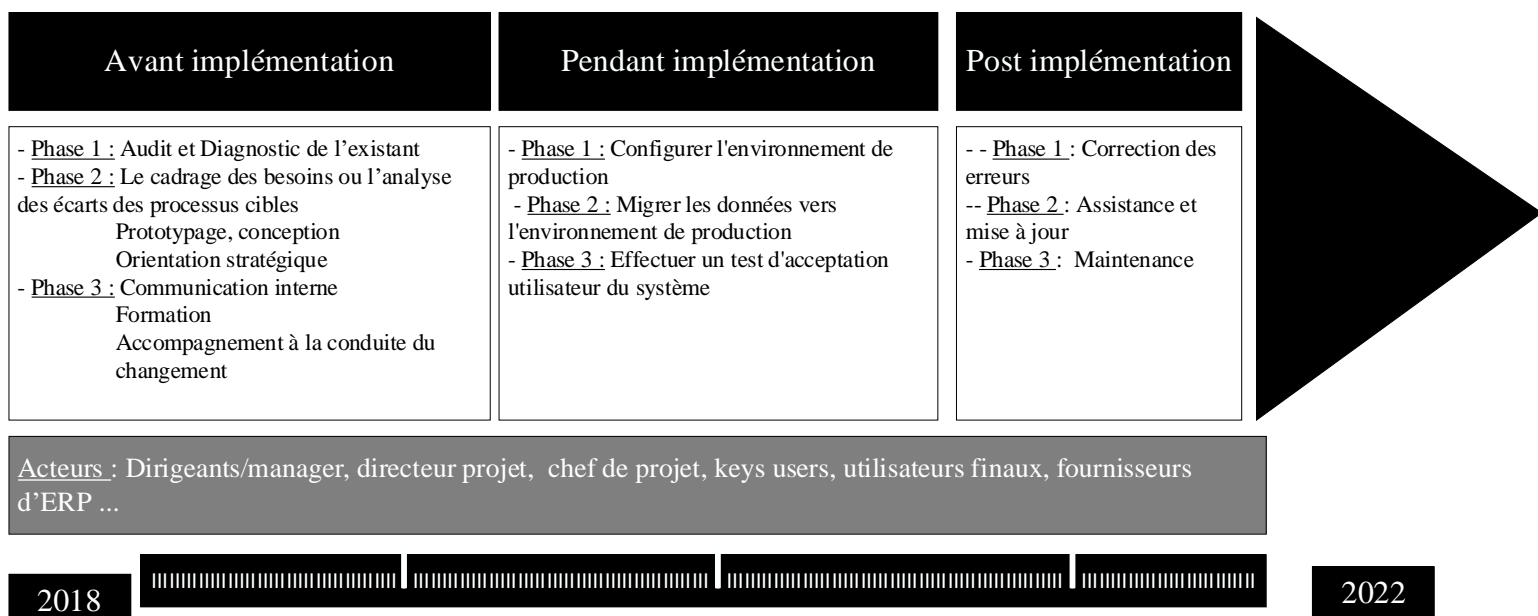 Avant implémentation
Pendant implémentation
Post implémentation
- Phase 1 : Audit et Diagnostic de l’existant
- Phase 2 : Le cadrage des besoins ou l’analyse
des écarts des processus cibles
Prototypage, conception
Orientation stratégique
- Phase 3 : Communication interne
Formation
Accompagnement à la conduite du
changement
- Phase 1 : Configurer l'environnement de
production
- Phase 2 : Migrer les données vers
l'environnement de production
- Phase 3 : Effectuer un test d'acceptation
utilisateur du système
- - Phase 1 : Correction des
erreurs
-- Phase 2 : Assistance et
mise à jour
- Phase 3 : Maintenance
Acteurs : Dirigeants/manager, directeur projet, chef de projet, keys users, utilisateurs finaux, fournisseurs
d’ERP ...
2018
2022